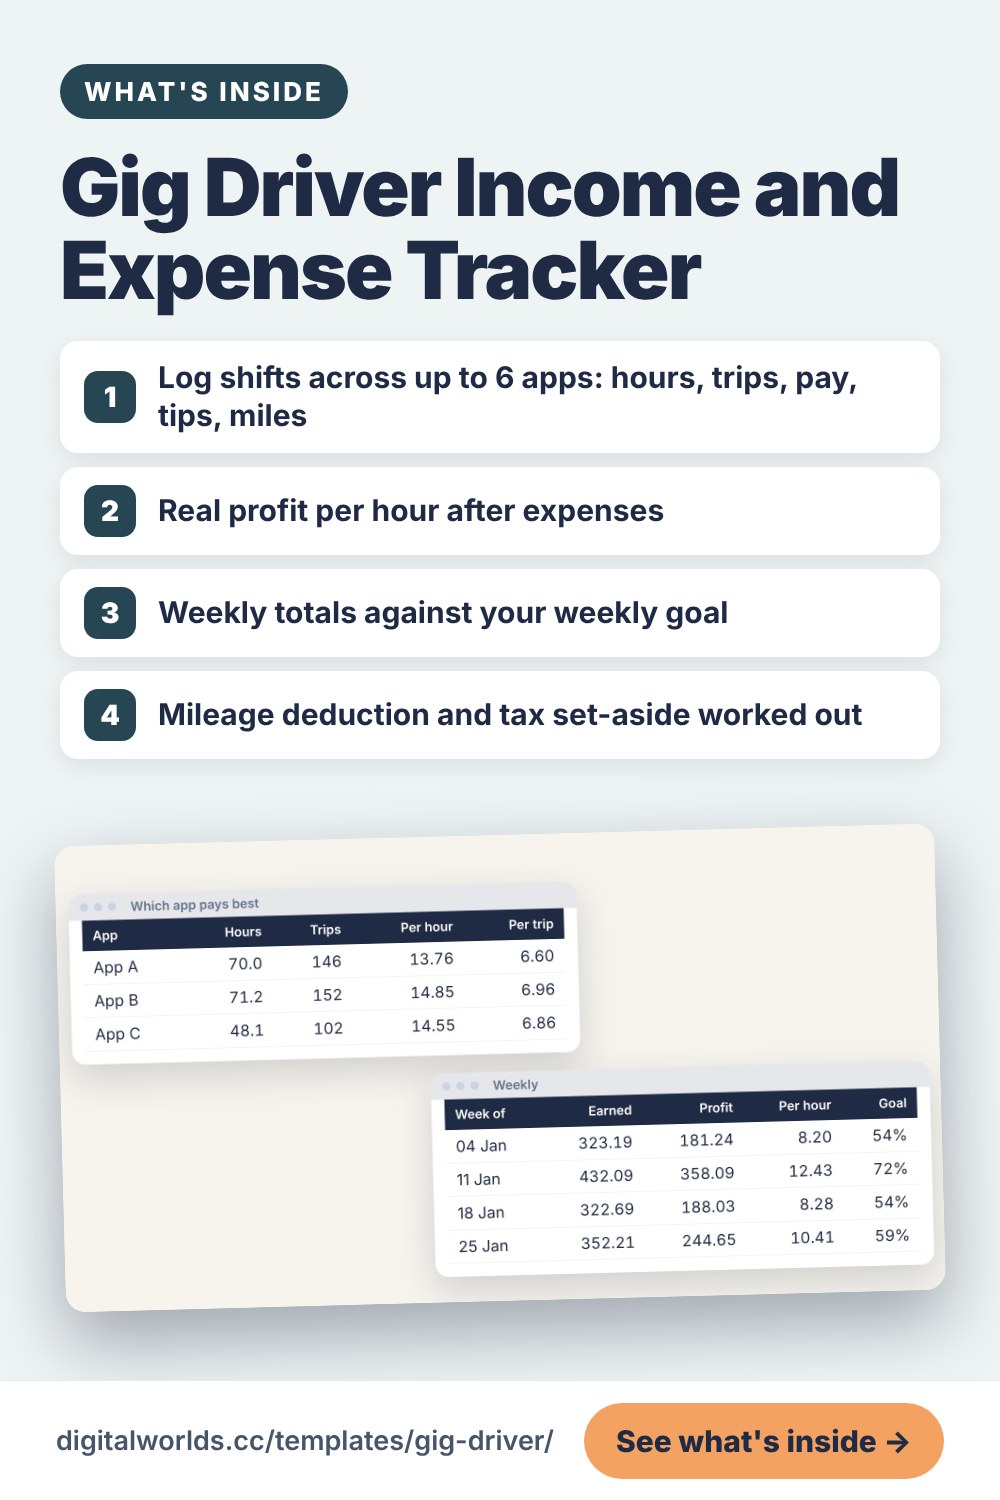 WHAT'S INSIDE
Gig Driver Income and
Expense Tracker
1 Log shifts across up to 6 apps: hours, trips, pay,
tips, miles
2 Real profit per hour after expenses
3 Weekly totals against your weekly goal
4 Mileage deduction and tax set-aside worked out
Which app pays best
App Hours Trips Per hour Per trip
App A 70.0 146 13.76 6.60
App B 71.2 152 14.85 6.96
App C 48.1 102 14.55 6.86
Weekly
Week of Earned Profit Per hour Goal
04 Jan 323.19 181.24 8.20 54%
11 Jan 432.09 358.09 12.43 72%
18 Jan 322.69 188.03 8.28 54%
25 Jan 352.21 244.65 10.41 59%
digitalworlds.cc/templates/gig-driver/
See what's inside →